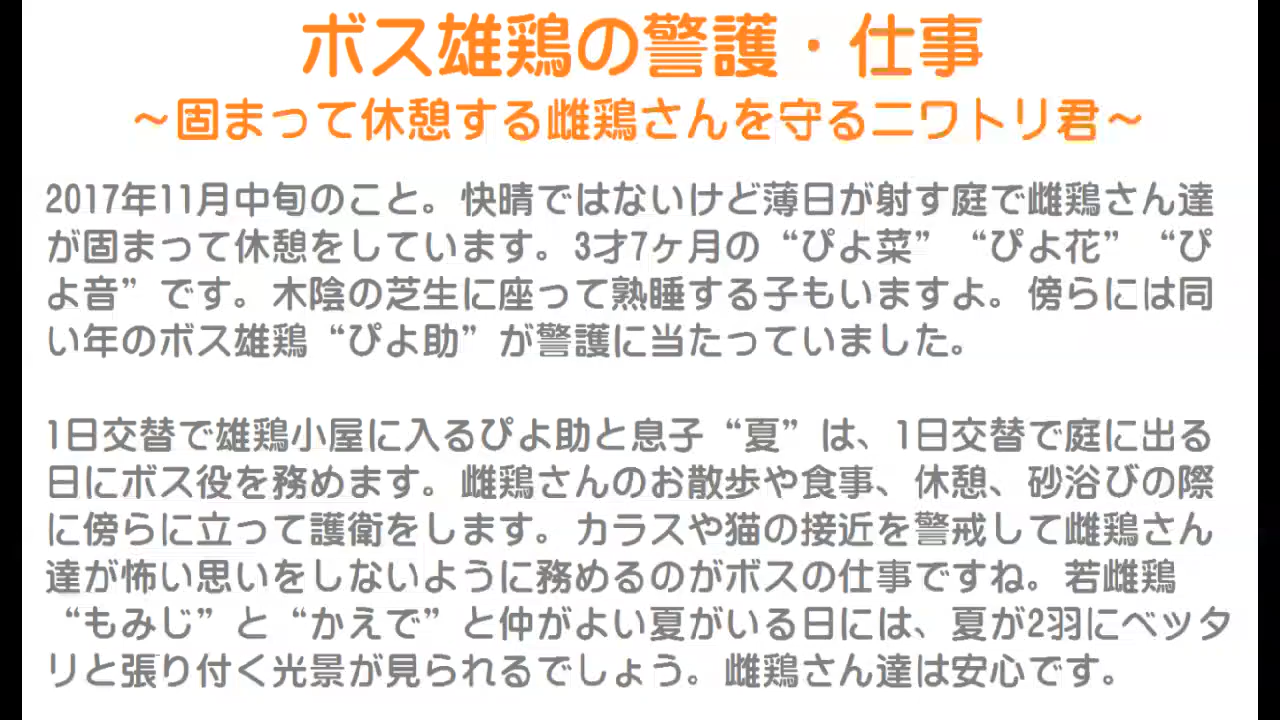 ボス雄鶏の警護・仕事
～固まって休憩する雌鶏さんを守るニワトリ君～
2017年11月中旬のこと。快晴ではないけど薄日が射す庭で雌鶏さん達
が固まって休憩をしています。3才7ヶ月の“ぴよ菜”“ぴよ花”“ぴ
よ音”です。木陰の芝生に座って熟睡する子もいますよ。傍らには同
い年のボス雄鶏“ぴよ助”が警護に当たっていました。
1日交替で雄鶏小屋に入るぴよ助と息子“夏”は、1日交替で庭に出る
日にボス役を務めます。雌鶏さんのお散歩や食事、休憩、砂浴びの際
に傍らに立って護衛をします。カラスや猫の接近を警戒して雌鶏さん
達が怖い思いをしないように務めるのがボスの仕事ですね。若雌鶏
“もみじ”と“かえで”と仲がよい夏がいる日には、夏が2羽にベッタ
リと張り付く光景が見られるでしょう。雌鶏さん達は安心です。